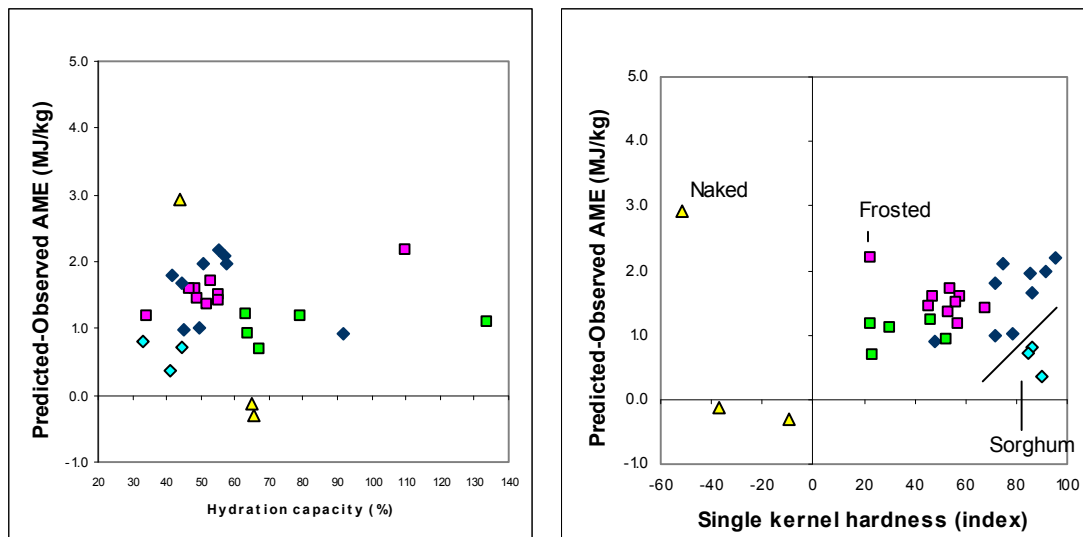 5.0
4.0
3.0
2.0
1.0
0.0
-1.0
20 30 40 50 60 70 80 90 100 110 120 130 140
Hydration capacity (%)
Predicted-Observed AME (MJ/kg)
5.0
4.0
3.0
2.0
1.0
0.0
-1.0
-60 -40 -20 0 20 40 60 80 100
Single kernel hardness (index)
Predicted-Observed AME (MJ/kg)
Naked
Frosted
Sorghum